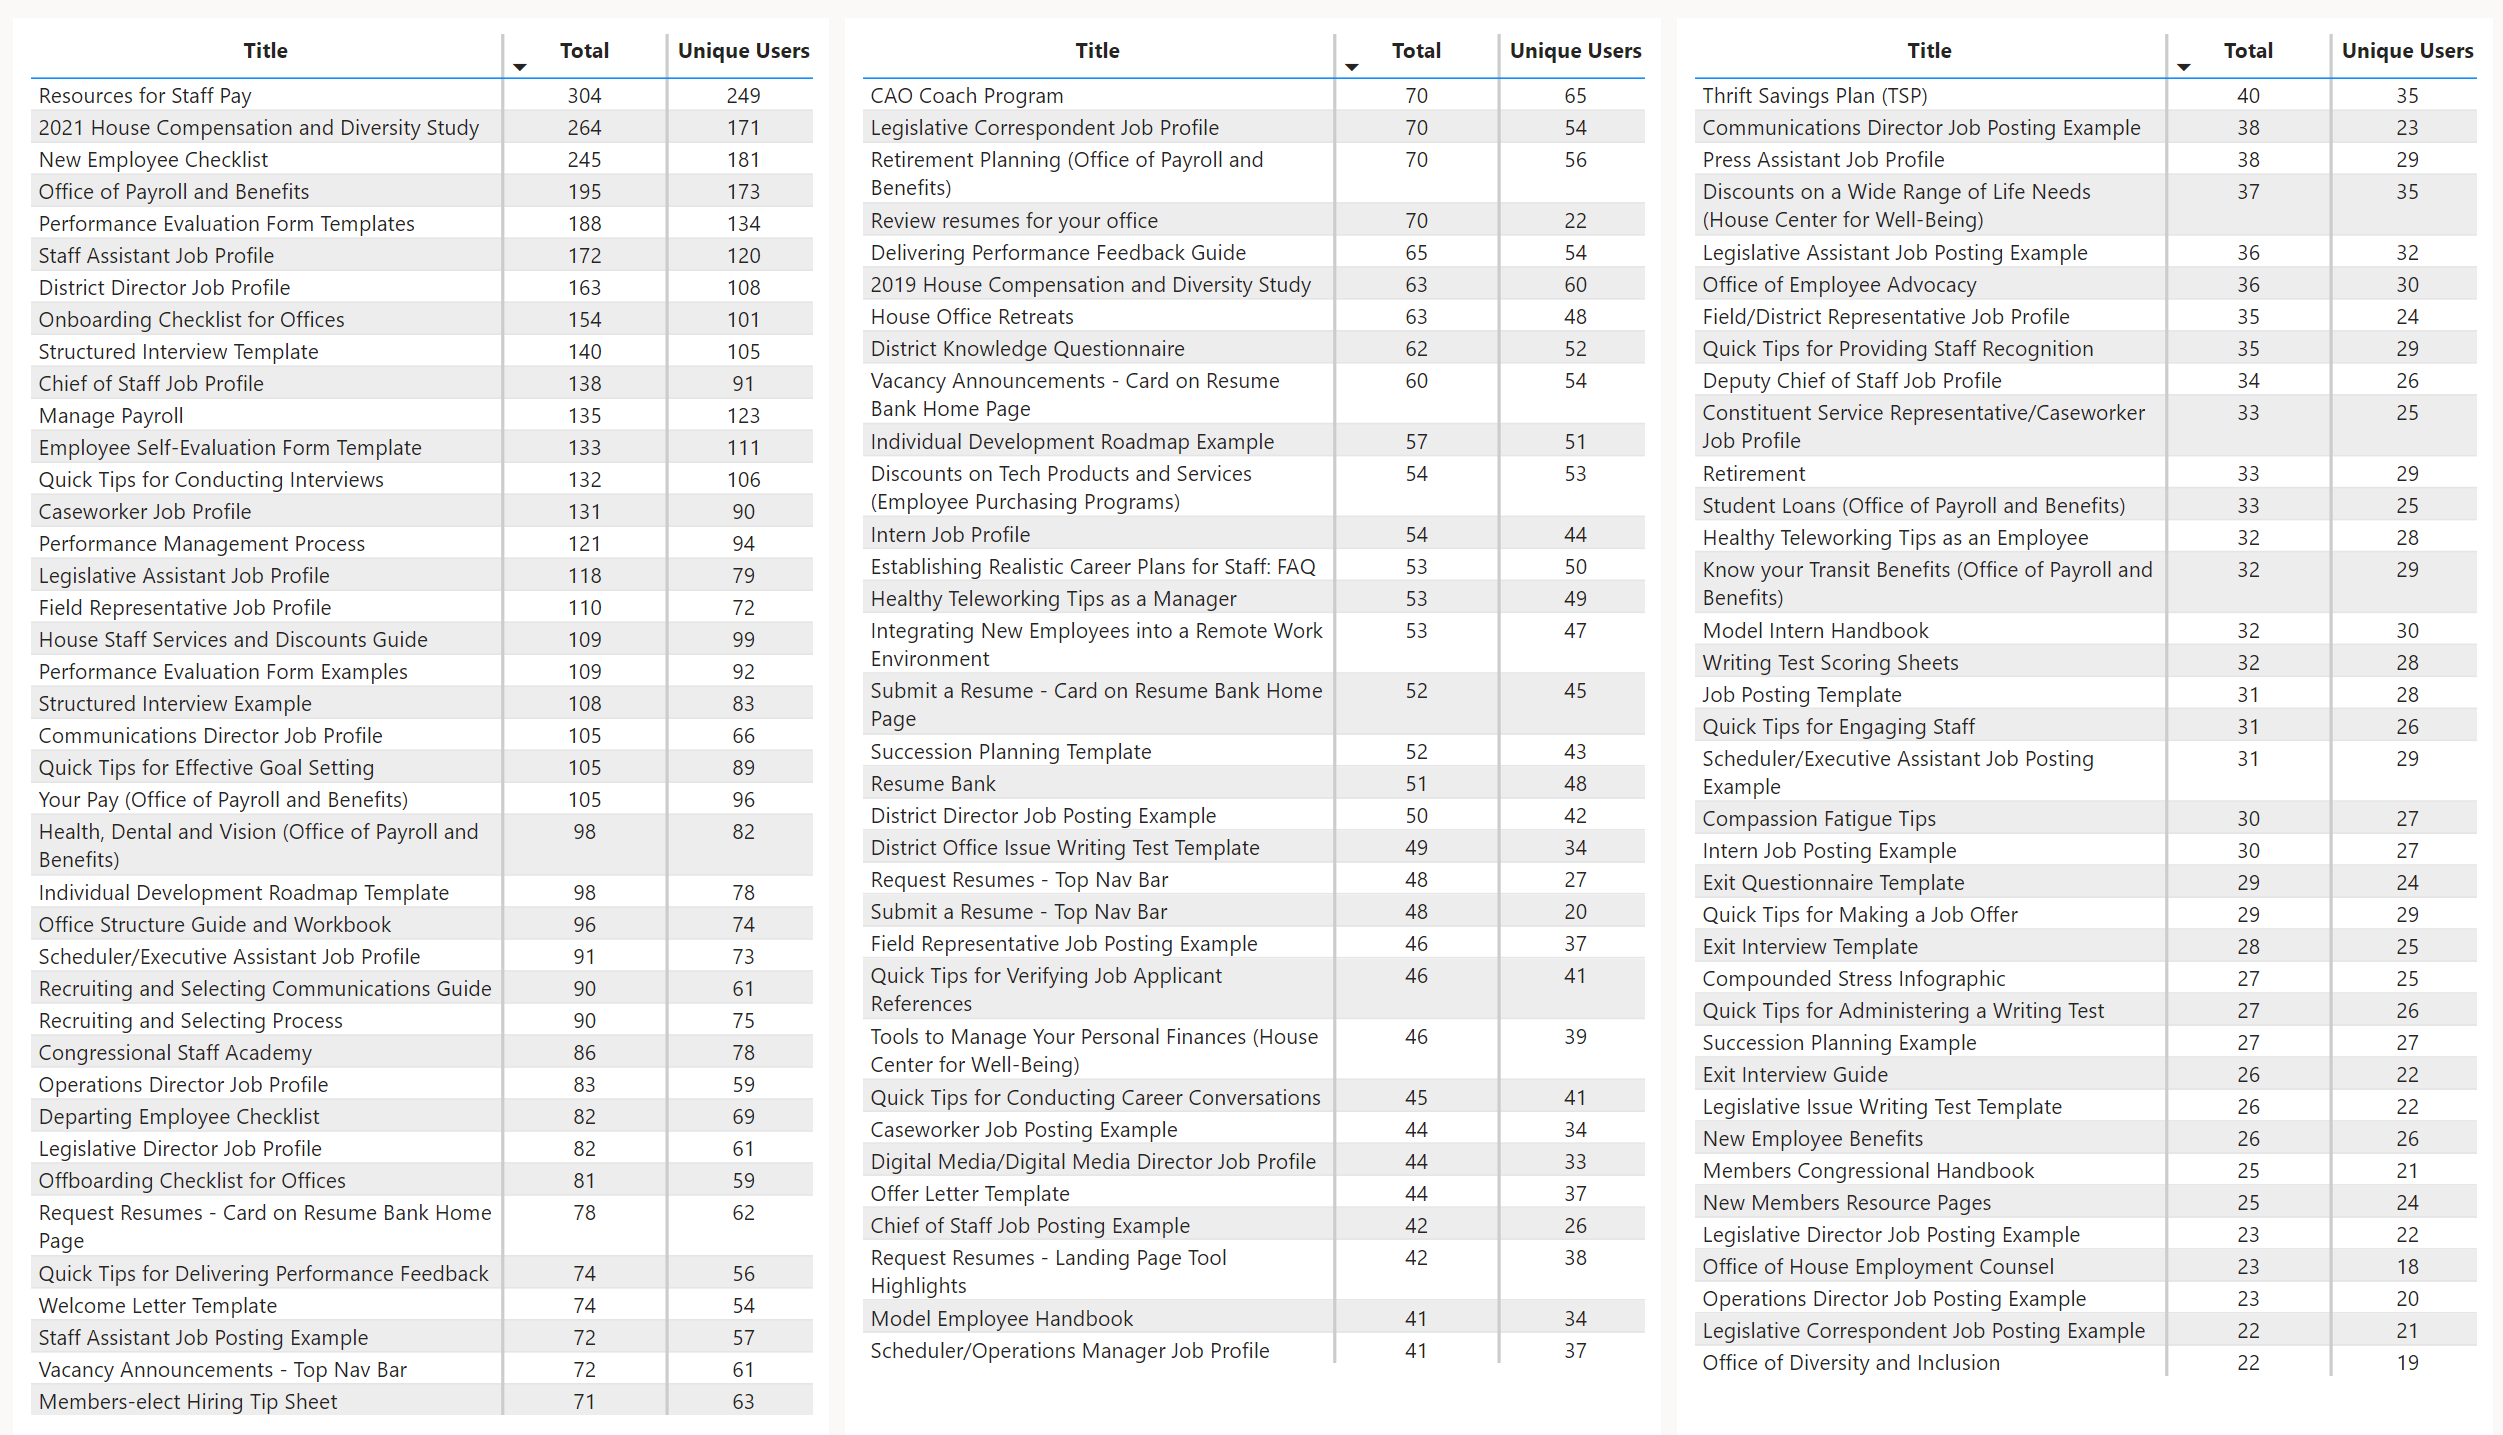 Title Total Unique Users
Resources for Staff Pay 304 249
2021 House Compensation and Diversity Study 264 171
New Employee Checklist 245 181
Office of Payroll and Benefits 195 173
Performance Evaluation Form Templates 188 134
Staff Assistant Job Profile 172 120
District Director Job Profile 163 108
Onboarding Checklist for Offices 154 101
Structured Interview Template 140 105
Chief of Staff Job Profile 138 91
Manage Payroll 135 123
Employee Self-Evaluation Form Template 133 111
Quick Tips for Conducting Interviews 132 106
Caseworker Job Profile 131 90
Performance Management Process 121 94
Legislative Assistant Job Profile 118 79
Field Representative Job Profile 110 72
House Staff Services and Discounts Guide 109 99
Performance Evaluation Form Examples 109 92
Structured Interview Example 108 83
Communications Director Job Profile 105 66
Quick Tips for Effective Goal Setting 105 89
Your Pay (Office of Payroll and Benefits) 105 96
Health, Dental and Vision (Office of Payroll and 98 82
Benefits)
Individual Development Roadmap Template 98 78
Office Structure Guide and Workbook 96 74
Scheduler/Executive Assistant Job Profile 91 73
Recruiting and Selecting Communications Guide 90 61
Recruiting and Selecting Process 90 75
Congressional Staff Academy 86 78
Operations Director Job Profile 83 59
Departing Employee Checklist 82 69
Legislative Director Job Profile 82 61
Offboarding Checklist for Offices 81 59
Request Resumes - Card on Resume Bank Home 78 62
Page
Quick Tips for Delivering Performance Feedback 74 56
Welcome Letter Template 74 54
Staff Assistant Job Posting Example 72 57
Vacancy Announcements - Top Nav Bar 72 61
Members-elect Hiring Tip Sheet 71 63
Title Total Unique Users
CAO Coach Program 70 65
Legislative Correspondent Job Profile 70 54
Retirement Planning (Office of Payroll and 70 56
Benefits)
Review resumes for your office 70 22
Delivering Performance Feedback Guide 65 54
2019 House Compensation and Diversity Study 63 60
House Office Retreats 63 48
District Knowledge Questionnaire 62 52
Vacancy Announcements - Card on Resume 60 54
Bank Home Page
Individual Development Roadmap Example 57 51
Discounts on Tech Products and Services 54 53
(Employee Purchasing Programs)
Intern Job Profile 54 44
Establishing Realistic Career Plans for Staff: FAQ 53 50
Healthy Teleworking Tips as a Manager 53 49
Integrating New Employees into a Remote Work 53 47
Environment
Submit a Resume - Card on Resume Bank Home 52 45
Page
Succession Planning Template 52 43
Resume Bank 51 48
District Director Job Posting Example 50 42
District Office Issue Writing Test Template 49 34
Request Resumes - Top Nav Bar 48 27
Submit a Resume - Top Nav Bar 48 20
Field Representative Job Posting Example 46 37
Quick Tips for Verifying Job Applicant 46 41
References
Tools to Manage Your Personal Finances (House 46 39
Center for Well-Being)
Quick Tips for Conducting Career Conversations 45 41
Caseworker Job Posting Example 44 34
Digital Media/Digital Media Director Job Profile 44 33
Offer Letter Template 44 37
Chief of Staff Job Posting Example 42 26
Request Resumes - Landing Page Tool 42 38
Highlights
Model Employee Handbook 41 34
Scheduler/Operations Manager Job Profile 41 37
Title Total Unique Users
Thrift Savings Plan (TSP) 40 35
Communications Director Job Posting Example 38 23
Press Assistant Job Profile 38 29
Discounts on a Wide Range of Life Needs 37 35
(House Center for Well-Being)
Legislative Assistant Job Posting Example 36 32
Office of Employee Advocacy 36 30
Field/District Representative Job Profile 35 24
Quick Tips for Providing Staff Recognition 35 29
Deputy Chief of Staff Job Profile 34 26
Constituent Service Representative/Caseworker 33 25
Job Profile
Retirement 33 29
Student Loans (Office of Payroll and Benefits) 33 25
Healthy Teleworking Tips as an Employee 32 28
Know your Transit Benefits (Office of Payroll and 32 29
Benefits)
Model Intern Handbook 32 30
Writing Test Scoring Sheets 32 28
Job Posting Template 31 28
Quick Tips for Engaging Staff 31 26
Scheduler/Executive Assistant Job Posting 31 29
Example
Compassion Fatigue Tips 30 27
Intern Job Posting Example 30 27
Exit Questionnaire Template 29 24
Quick Tips for Making a Job Offer 29 29
Exit Interview Template 28 25
Compounded Stress Infographic 27 25
Quick Tips for Administering a Writing Test 27 26
Succession Planning Example 27 27
Exit Interview Guide 26 22
Legislative Issue Writing Test Template 26 22
New Employee Benefits 26 26
Members Congressional Handbook 25 21
New Members Resource Pages 25 24
Legislative Director Job Posting Example 23 22
Office of House Employment Counsel 23 18
Operations Director Job Posting Example 23 20
Legislative Correspondent Job Posting Example 22 21
Office of Diversity and Inclusion 22 19